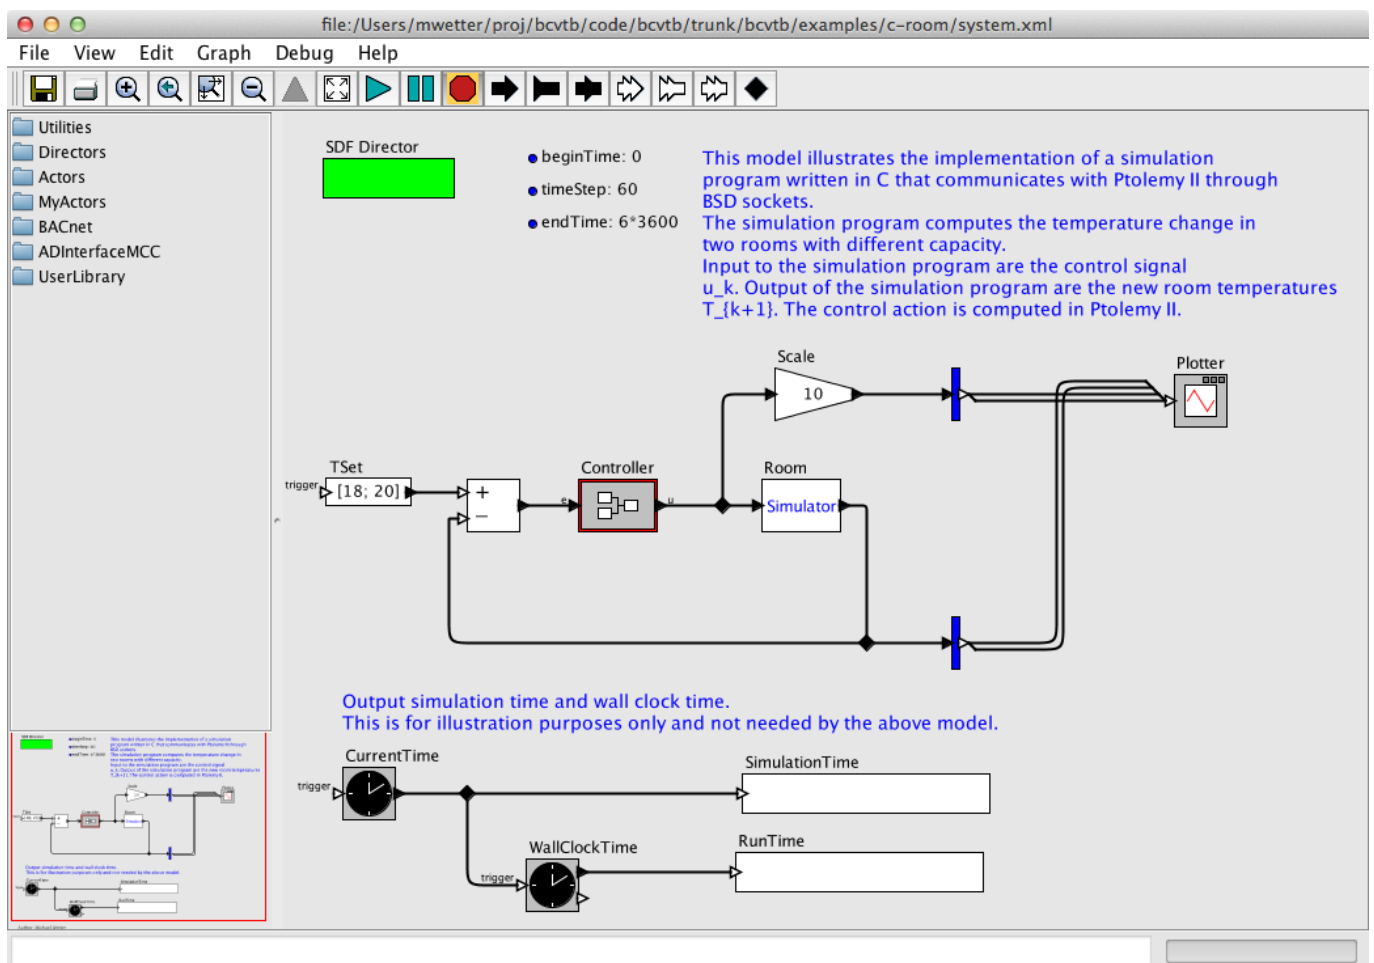 file:/Users/mwetter/proj/bcvtb/code/bcvtb/trunk/bcvtb/examples/c-room/system.xml
File View Edit Graph Debug Help
Utilities
Directors
Actors
MyActors
BACnet
ADInterfaceMCC
UserLibrary
SDF Director
beginTime: 0
timeStep: 60
endTime: 6*3600
This model illustrates the implementation of a simulation
program written in C that communicates with Ptolemy II through
BSD sockets.
The simulation program computes the temperature change in
two rooms with different capacity.
Input to the simulation program are the control signal
u_k. Output of the simulation program are the new room temperatures
T_{k+1}. The control action is computed in Ptolemy II.
Scale
10
Plotter
TSet
trigger
[18; 20]
+
−
e
Controller
u
Room
Simulator
Output simulation time and wall clock time.
This is for illustration purposes only and not needed by the above model.
CurrentTime
trigger
SimulationTime
WallClockTime
trigger
RunTime